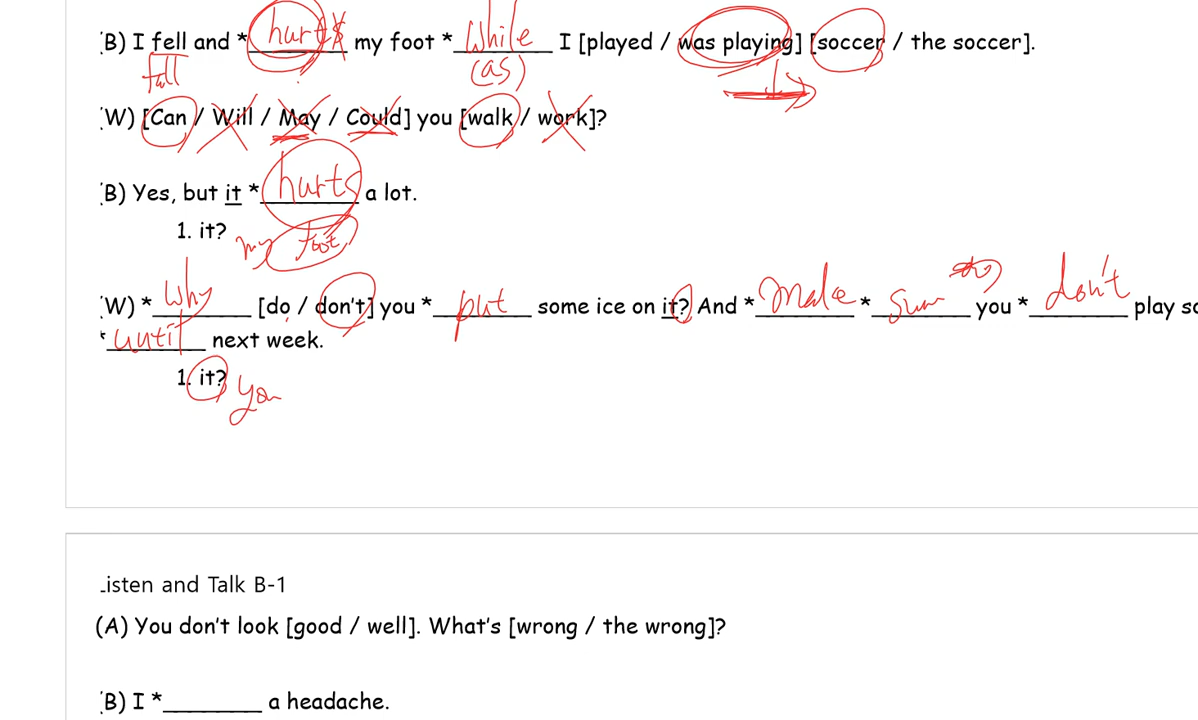 B) I fell and * hurts my foot * while I [played / was playing] [soccer / the soccer].
fall (as)
W) [Can / Will / May / Could] you [walk / work]?
B) Yes, but it * hurts a lot.
1. it? my foot
W) * why [do / don't] you * put some ice on it? And * make * sure you * don't play
* until next week.
1. it? you
isten and Talk B-1
(A) You don't look [good / well]. What's [wrong / the wrong]?
B) I *________ a headache.